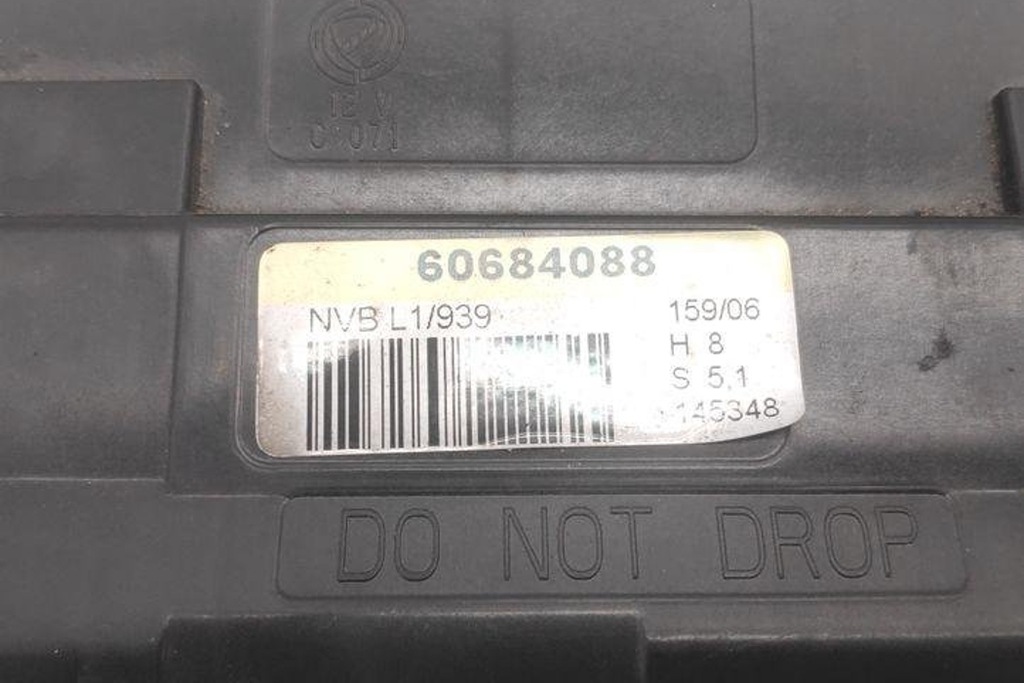 12 V
C 071
60684088
NVB L1/939
159/06
H 8
S 5,1
145348
DO NOT DROP